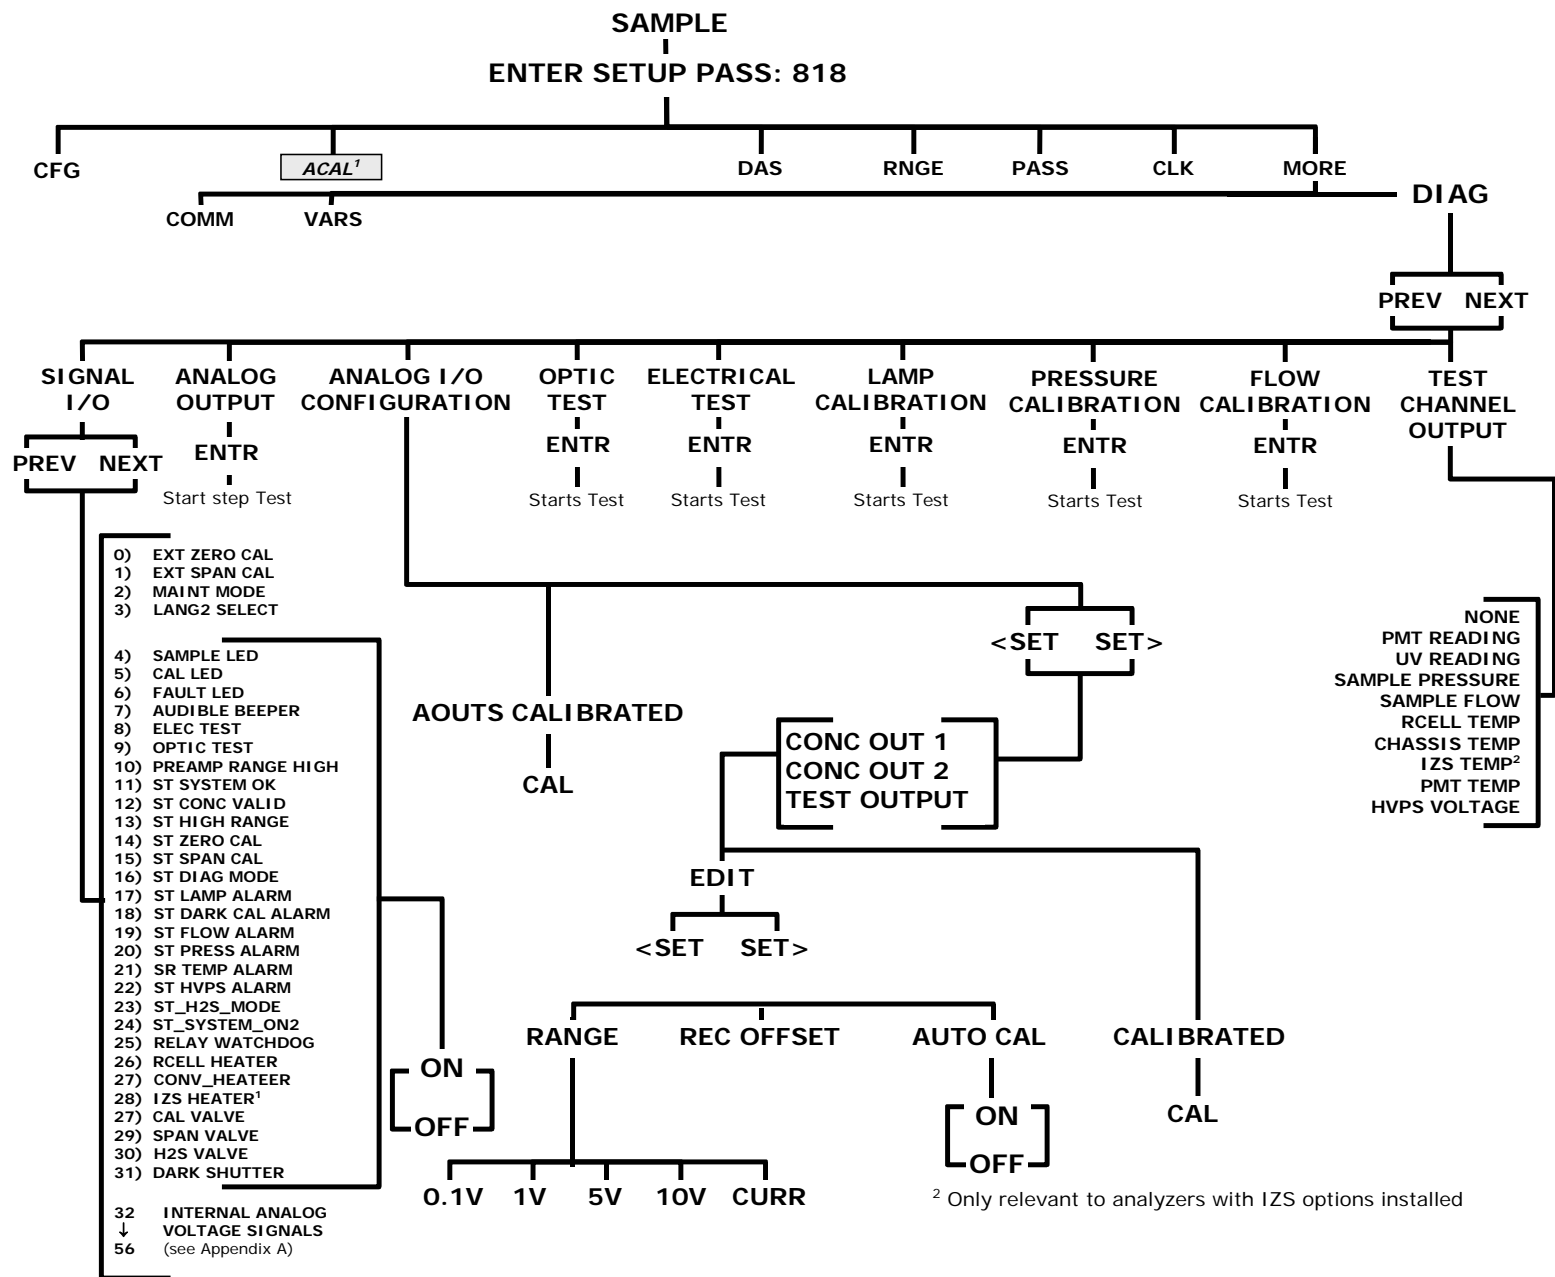 SAMPLE
ENTER SETUP PASS: 818
CFG
ACAL¹
DAS
RNGE
PASS
CLK
MORE
COMM
VARS
DIAG
PREV NEXT
SIGNAL
I/O
ANALOG
OUTPUT
ANALOG I/O
CONFIGURATION
OPTIC
TEST
ELECTRICAL
TEST
LAMP
CALIBRATION
PRESSURE
CALIBRATION
FLOW
CALIBRATION
TEST
CHANNEL
OUTPUT
PREV NEXT
ENTR
ENTR
ENTR
ENTR
ENTR
ENTR
Start step Test
Starts Test
Starts Test
Starts Test
Starts Test
Starts Test
0) EXT ZERO CAL
1) EXT SPAN CAL
2) MAINT MODE
3) LANG2 SELECT
4) SAMPLE LED
5) CAL LED
6) FAULT LED
7) AUDIBLE BEEPER
8) ELEC TEST
9) OPTIC TEST
10) PREAMP RANGE HIGH
11) ST SYSTEM OK
12) ST CONC VALID
13) ST HIGH RANGE
14) ST ZERO CAL
15) ST SPAN CAL
16) ST DIAG MODE
17) ST LAMP ALARM
18) ST DARK CAL ALARM
19) ST FLOW ALARM
20) ST PRESS ALARM
21) SR TEMP ALARM
22) ST HVPS ALARM
23) ST_H2S_MODE
24) ST_SYSTEM_ON2
25) RELAY WATCHDOG
26) RCELL HEATER
27) CONV_HEATEER
28) IZS HEATER¹
27) CAL VALVE
29) SPAN VALVE
30) H2S VALVE
31) DARK SHUTTER
32 INTERNAL ANALOG
↓ VOLTAGE SIGNALS
56 (see Appendix A)
ON
OFF
AOUTS CALIBRATED
CAL
<SET SET>
CONC OUT 1
CONC OUT 2
TEST OUTPUT
EDIT
<SET SET>
RANGE
REC OFFSET
AUTO CAL
CALIBRATED
ON
OFF
CAL
0.1V 1V 5V 10V CURR
NONE
PMT READING
UV READING
SAMPLE PRESSURE
SAMPLE FLOW
RCELL TEMP
CHASSIS TEMP
IZS TEMP²
PMT TEMP
HVPS VOLTAGE
² Only relevant to analyzers with IZS options installed